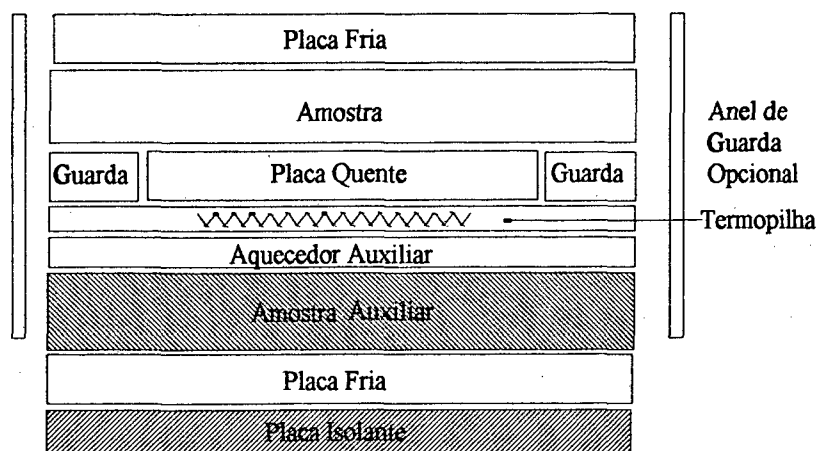 Placa Fria
Amostra
Anel de
Guarda
Opcional
Guarda
Placa Quente
Guarda
Termopilha
Aquecedor Auxiliar
Amostra Auxiliar
Placa Fria
Placa Isolante